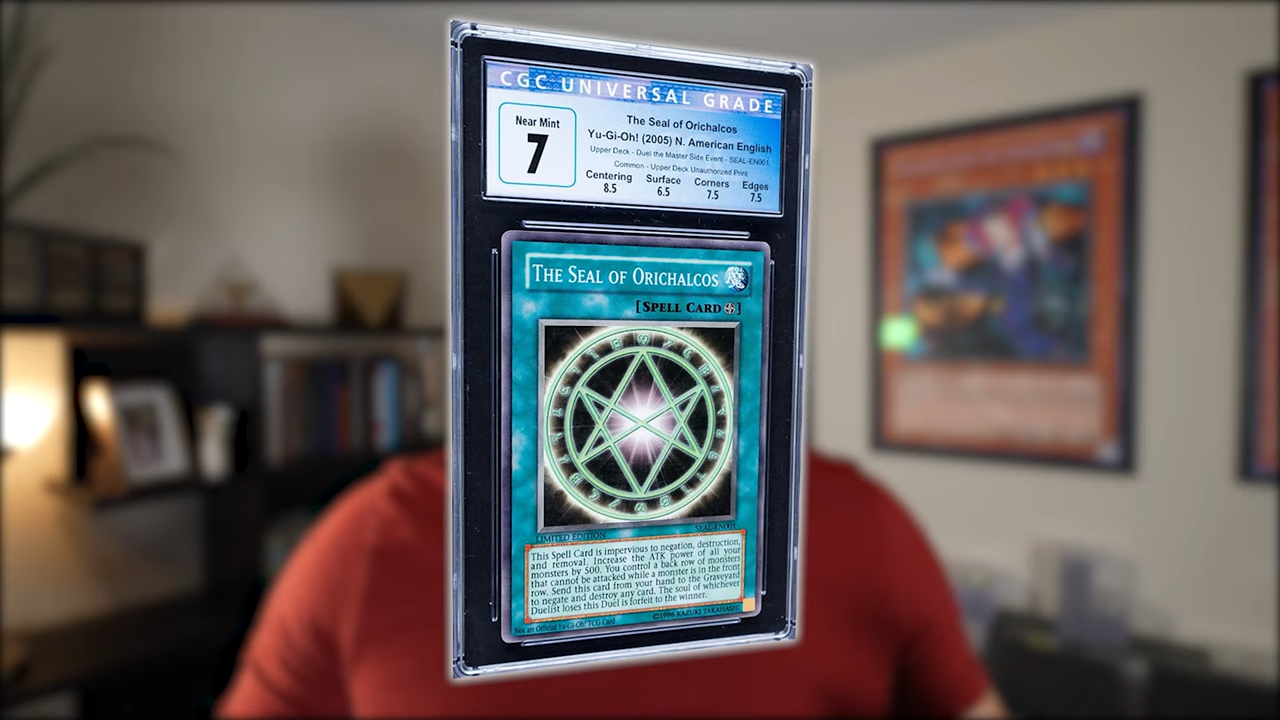 CGC UNIVERSAL GRADE
Near Mint
7
The Seal of Orichalcos
Yu-Gi-Oh! (2005) N. American English
Upper Deck - Duel the Master Side Event - SEAL-EN001
Common - Upper Deck Unauthorized Print
Centering Surface Corners Edges
8.5 6.5 7.5 7.5
THE SEAL OF ORICHALCOS
[SPELL CARD]
LIMITED EDITION
SEAL-EN001
This Spell Card is impervious to negation, destruction,
and removal. Increase the ATK power of all your
monsters by 500. You control a back row of monsters
that cannot be attacked while a monster is in the front
row. Send this card from your hand to the Graveyard
to negate and destroy any card. The soul of whichever
Duelist loses this Duel is forfeit to the winner.
Not an Official Yu-Gi-Oh! TCG Card
©1996 KAZUKI TAKAHASHI